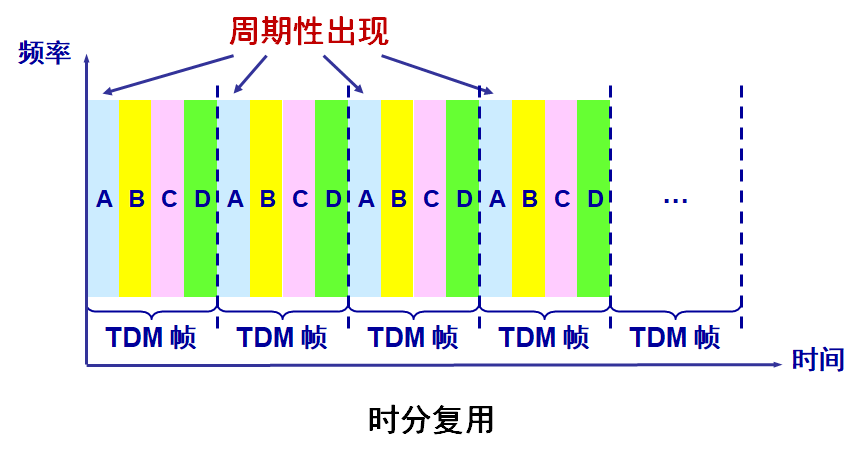 周期性出现
频率
A B C D A B C D A B C D A B C D ...
TDM 帧 TDM 帧 TDM 帧 TDM 帧 TDM 帧
时间
时分复用